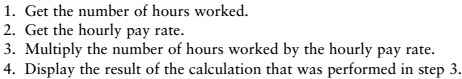 1. Get the number of hours worked.
2. Get the hourly pay rate.
3. Multiply the number of hours worked by the hourly pay rate.
4. Display the result of the calculation that was performed in step 3.